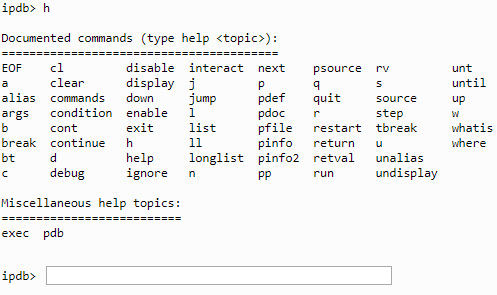 ipdb> h
Documented commands (type help <topic>):
========================================
EOF    cl         disable  interact  next    psource  rv         unt
a      clear      display  j         p       q        s          until
alias  commands   down     jump      pdef    quit     source     up
args   condition  enable   l         pdoc    r        step       w
b      cont       exit     list      pfile   restart  tbreak     whatis
break  continue   h        ll        pinfo   return   u          where
bt     d          help     longlist  pinfo2  retval   unalias
c      debug      ignore   n         pp      run      undisplay
Miscellaneous help topics:
==========================
exec  pdb
ipdb>